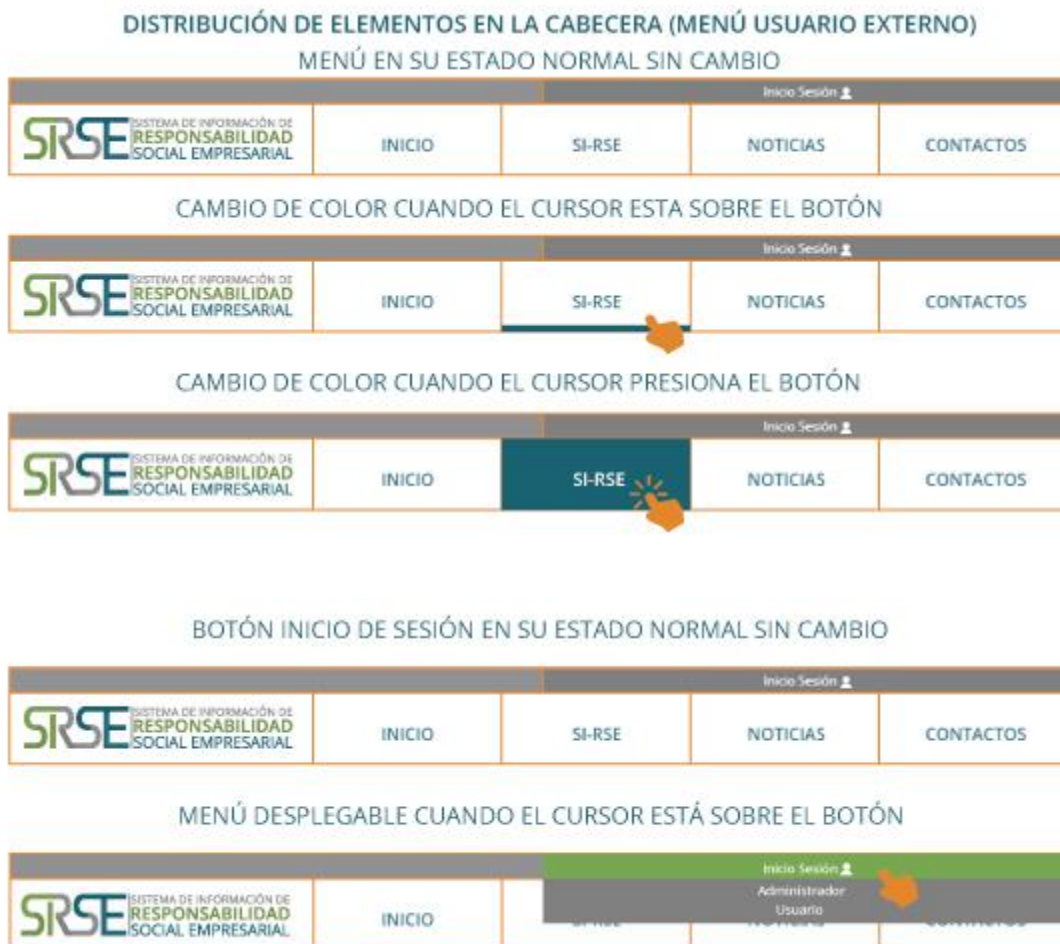 DISTRIBUCIÓN DE ELEMENTOS EN LA CABECERA (MENÚ USUARIO EXTERNO)
MENÚ EN SU ESTADO NORMAL SIN CAMBIO
Inicio Sesión
SRSE SISTEMA DE INFORMACIÓN DE
RESPONSABILIDAD
SOCIAL EMPRESARIAL
INICIO SI-RSE NOTICIAS CONTACTOS
CAMBIO DE COLOR CUANDO EL CURSOR ESTA SOBRE EL BOTÓN
Inicio Sesión
SRSE SISTEMA DE INFORMACIÓN DE
RESPONSABILIDAD
SOCIAL EMPRESARIAL
INICIO SI-RSE NOTICIAS CONTACTOS
CAMBIO DE COLOR CUANDO EL CURSOR PRESIONA EL BOTÓN
Inicio Sesión
SRSE SISTEMA DE INFORMACIÓN DE
RESPONSABILIDAD
SOCIAL EMPRESARIAL
INICIO SI-RSE NOTICIAS CONTACTOS
BOTÓN INICIO DE SESIÓN EN SU ESTADO NORMAL SIN CAMBIO
Inicio Sesión
SRSE SISTEMA DE INFORMACIÓN DE
RESPONSABILIDAD
SOCIAL EMPRESARIAL
INICIO SI-RSE NOTICIAS CONTACTOS
MENÚ DESPLEGABLE CUANDO EL CURSOR ESTÁ SOBRE EL BOTÓN
Inicio Sesión
Administrador
Usuario
SRSE SISTEMA DE INFORMACIÓN DE
RESPONSABILIDAD
SOCIAL EMPRESARIAL
INICIO